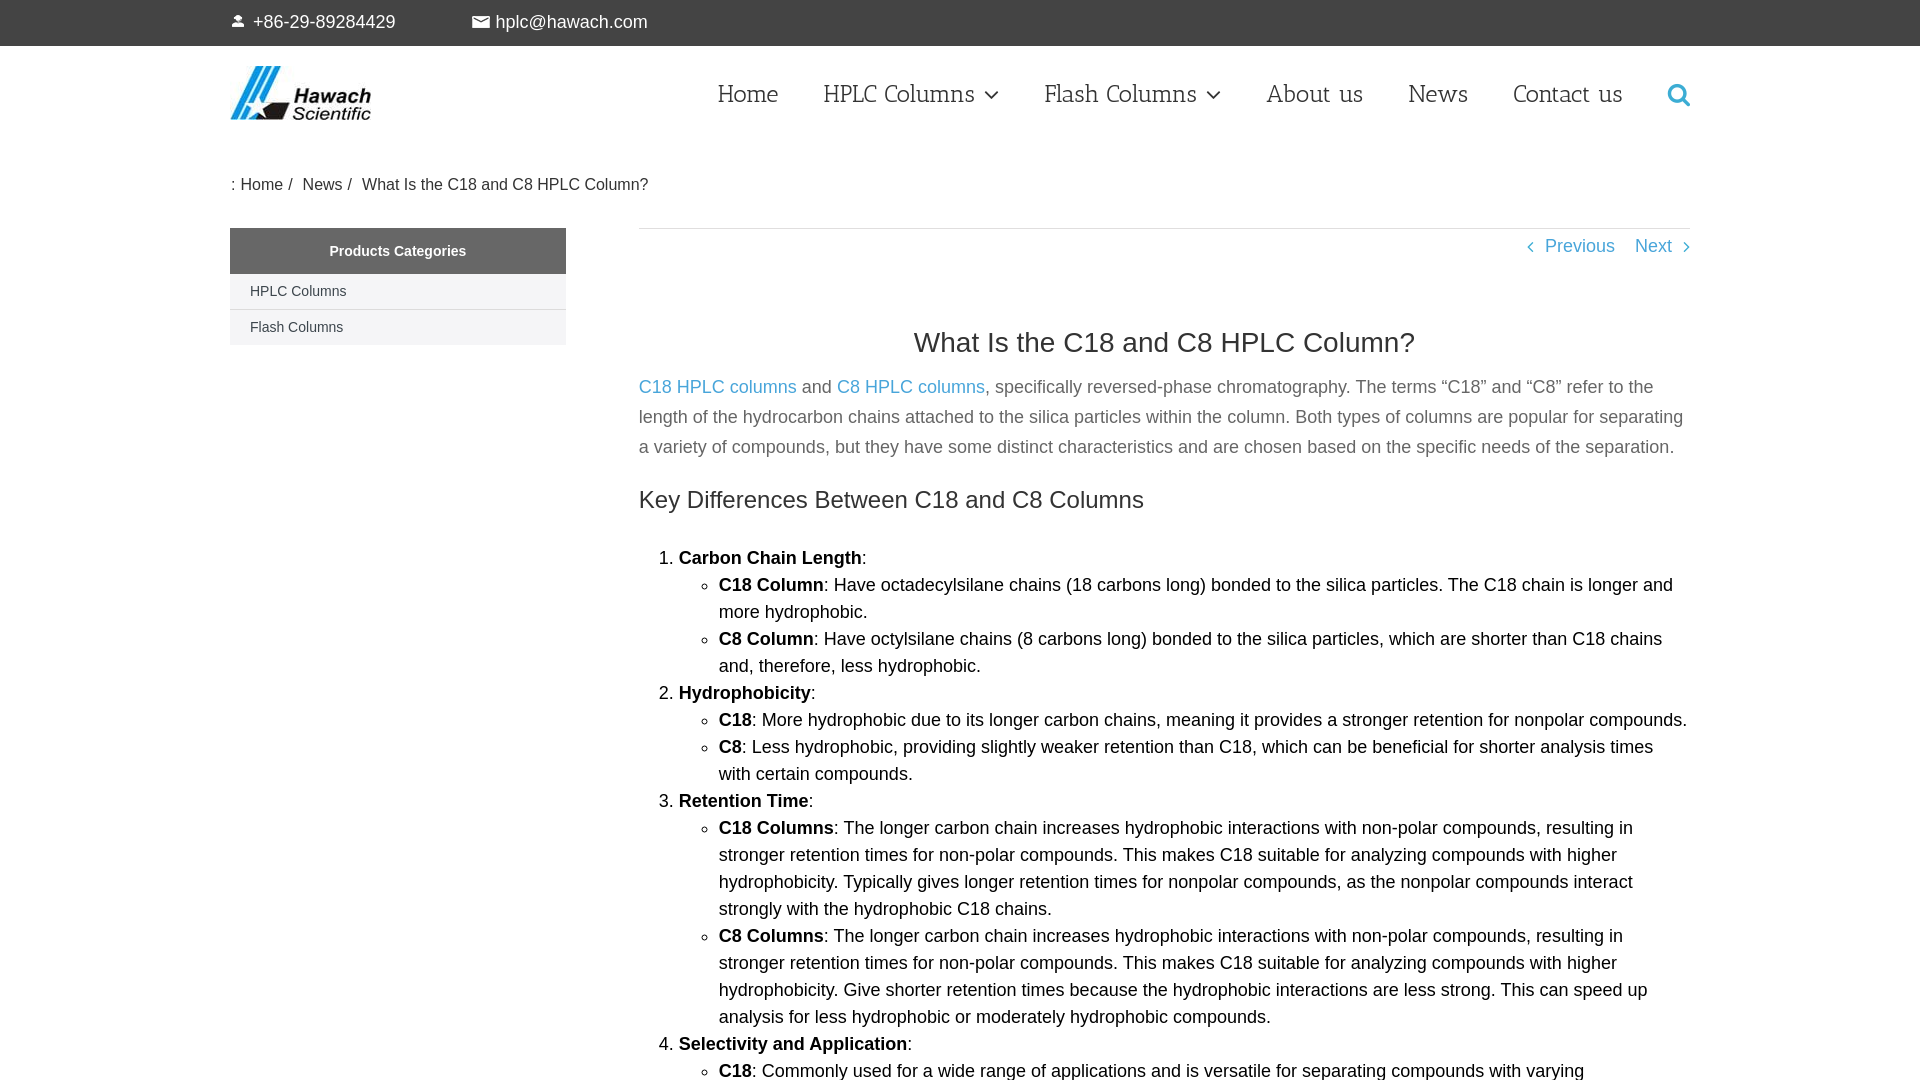 +86-29-89284429 hplc@hawach.com
Hawach
Scientific
Home HPLC Columns Flash Columns About us News Contact us
: Home / News / What Is the C18 and C8 HPLC Column?
Products Categories
HPLC Columns
Flash Columns
Previous Next
What Is the C18 and C8 HPLC Column?
C18 HPLC columns and C8 HPLC columns, specifically reversed-phase chromatography. The terms “C18” and “C8” refer to the
length of the hydrocarbon chains attached to the silica particles within the column. Both types of columns are popular for separating
a variety of compounds, but they have some distinct characteristics and are chosen based on the specific needs of the separation.
Key Differences Between C18 and C8 Columns
1. Carbon Chain Length:
◦ C18 Column: Have octadecylsilane chains (18 carbons long) bonded to the silica particles. The C18 chain is longer and
more hydrophobic.
◦ C8 Column: Have octylsilane chains (8 carbons long) bonded to the silica particles, which are shorter than C18 chains
and, therefore, less hydrophobic.
2. Hydrophobicity:
◦ C18: More hydrophobic due to its longer carbon chains, meaning it provides a stronger retention for nonpolar compounds.
◦ C8: Less hydrophobic, providing slightly weaker retention than C18, which can be beneficial for shorter analysis times
with certain compounds.
3. Retention Time:
◦ C18 Columns: The longer carbon chain increases hydrophobic interactions with non-polar compounds, resulting in
stronger retention times for non-polar compounds. This makes C18 suitable for analyzing compounds with higher
hydrophobicity. Typically gives longer retention times for nonpolar compounds, as the nonpolar compounds interact
strongly with the hydrophobic C18 chains.
◦ C8 Columns: The longer carbon chain increases hydrophobic interactions with non-polar compounds, resulting in
stronger retention times for non-polar compounds. This makes C18 suitable for analyzing compounds with higher
hydrophobicity. Give shorter retention times because the hydrophobic interactions are less strong. This can speed up
analysis for less hydrophobic or moderately hydrophobic compounds.
4. Selectivity and Application:
◦ C18: Commonly used for a wide range of applications and is versatile for separating compounds with varying